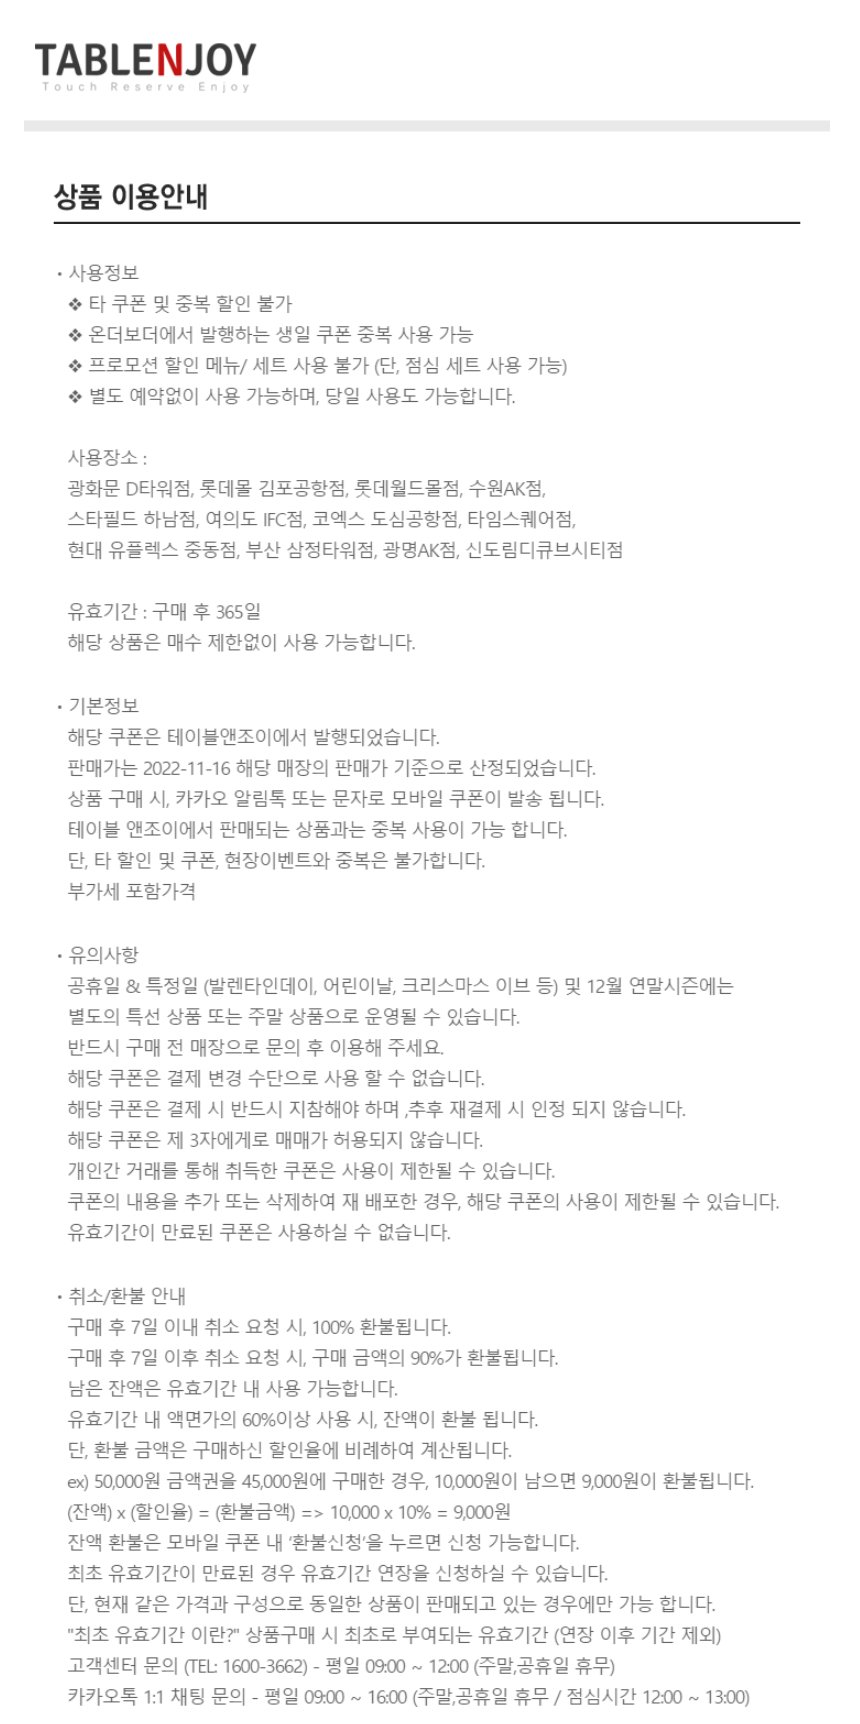 TABLENJOY
Touch Reserve Enjoy
상품 이용안내
• 사용정보
❖ 타 쿠폰 및 중복 할인 불가
❖ 온더보더에서 발행하는 생일 쿠폰 중복 사용 가능
❖ 프로모션 할인 메뉴/ 세트 사용 불가 (단, 점심 세트 사용 가능)
❖ 별도 예약없이 사용 가능하며, 당일 사용도 가능합니다.
사용장소 :
광화문 D타워점, 롯데몰 김포공항점, 롯데월드몰점, 수원AK점,
스타필드 하남점, 여의도 IFC점, 코엑스 도심공항점, 타임스퀘어점,
현대 유플렉스 중동점, 부산 삼정타워점, 광명AK점, 신도림디큐브시티점
유효기간 : 구매 후 365일
해당 상품은 매수 제한없이 사용 가능합니다.
• 기본정보
해당 쿠폰은 테이블앤조이에서 발행되었습니다.
판매가는 2022-11-16 해당 매장의 판매가 기준으로 산정되었습니다.
상품 구매 시, 카카오 알림톡 또는 문자로 모바일 쿠폰이 발송 됩니다.
테이블 앤조이에서 판매되는 상품과는 중복 사용이 가능 합니다.
단, 타 할인 및 쿠폰, 현장이벤트와 중복은 불가합니다.
부가세 포함가격
• 유의사항
공휴일 & 특정일 (발렌타인데이, 어린이날, 크리스마스 이브 등) 및 12월 연말시즌에는
별도의 특선 상품 또는 주말 상품으로 운영될 수 있습니다.
반드시 구매 전 매장으로 문의 후 이용해 주세요.
해당 쿠폰은 결제 변경 수단으로 사용 할 수 없습니다.
해당 쿠폰은 결제 시 반드시 지참해야 하며 ,추후 재결제 시 인정 되지 않습니다.
해당 쿠폰은 제 3자에게로 매매가 허용되지 않습니다.
개인간 거래를 통해 취득한 쿠폰은 사용이 제한될 수 있습니다.
쿠폰의 내용을 추가 또는 삭제하여 재 배포한 경우, 해당 쿠폰의 사용이 제한될 수 있습니다.
유효기간이 만료된 쿠폰은 사용하실 수 없습니다.
• 취소/환불 안내
구매 후 7일 이내 취소 요청 시, 100% 환불됩니다.
구매 후 7일 이후 취소 요청 시, 구매 금액의 90%가 환불됩니다.
남은 잔액은 유효기간 내 사용 가능합니다.
유효기간 내 액면가의 60%이상 사용 시, 잔액이 환불 됩니다.
단, 환불 금액은 구매하신 할인율에 비례하여 계산됩니다.
ex) 50,000원 금액권을 45,000원에 구매한 경우, 10,000원이 남으면 9,000원이 환불됩니다.
(잔액) x (할인율) = (환불금액) => 10,000 x 10% = 9,000원
잔액 환불은 모바일 쿠폰 내 ‘환불신청’을 누르면 신청 가능합니다.
최초 유효기간이 만료된 경우 유효기간 연장을 신청하실 수 있습니다.
단, 현재 같은 가격과 구성으로 동일한 상품이 판매되고 있는 경우에만 가능 합니다.
"최초 유효기간 이란?" 상품구매 시 최초로 부여되는 유효기간 (연장 이후 기간 제외)
고객센터 문의 (TEL: 1600-3662) - 평일 09:00 ~ 12:00 (주말,공휴일 휴무)
카카오톡 1:1 채팅 문의 - 평일 09:00 ~ 16:00 (주말,공휴일 휴무 / 점심시간 12:00 ~ 13:00)